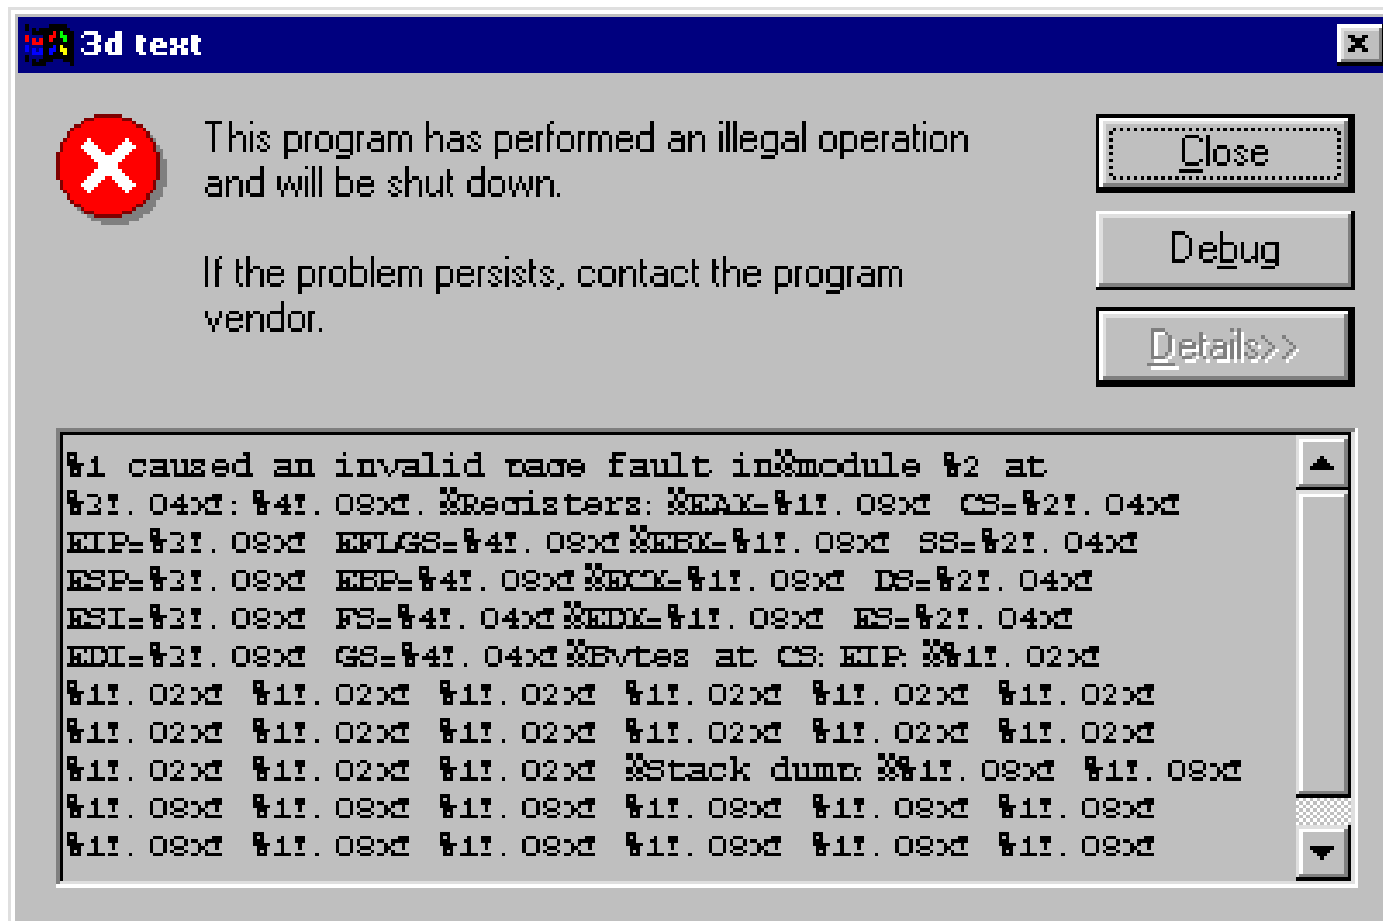 3d text
This program has performed an illegal operation
and will be shut down.
If the problem persists, contact the program
vendor.
Close
Debug
Details>>
%1 caused an invalid page fault in▓module %2 at
%3!.04x!:%4!.08x!.▓Registers:▓EAX=%1!.08x! CS=%2!.04x!
EIP=%3!.08x! EFLGS=%4!.08x!▓EBX=%1!.08x! SS=%2!.04x!
ESP=%3!.08x! EBP=%4!.08x!▓ECX=%1!.08x! DS=%2!.04x!
ESI=%3!.08x! FS=%4!.04x!▓EDX=%1!.08x! ES=%2!.04x!
EDI=%3!.08x! GS=%4!.04x!▓Bytes at CS:EIP:▓%1!.02x!
%1!.02x! %1!.02x! %1!.02x! %1!.02x! %1!.02x! %1!.02x!
%1!.02x! %1!.02x! %1!.02x! %1!.02x! %1!.02x! %1!.02x!
%1!.02x! %1!.02x! %1!.02x! ▓Stack dump:▓%1!.08x! %1!.08x!
%1!.08x! %1!.08x! %1!.08x! %1!.08x! %1!.08x! %1!.08x!
%1!.08x! %1!.08x! %1!.08x! %1!.08x! %1!.08x! %1!.08x!